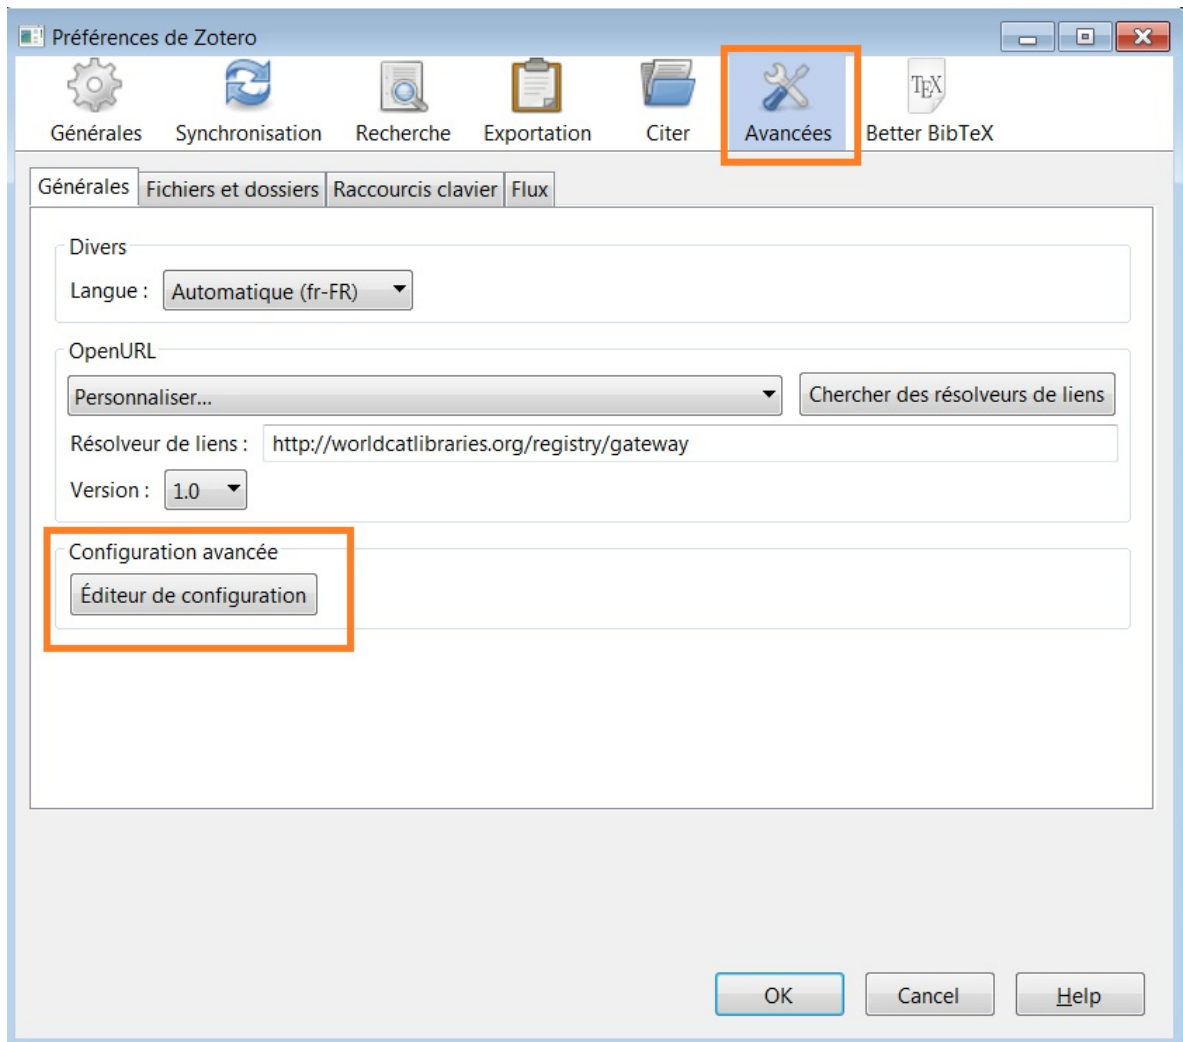 Préférences de Zotero
Générales Synchronisation Recherche Exportation Citer Avancées TEX Better BibTeX
Générales Fichiers et dossiers Raccourcis clavier Flux
Divers
Langue : Automatique (fr-FR)
OpenURL
Personnaliser... Chercher des résolveurs de liens
Résolveur de liens : http://worldcatlibraries.org/registry/gateway
Version : 1.0
Configuration avancée
Éditeur de configuration
OK Cancel Help